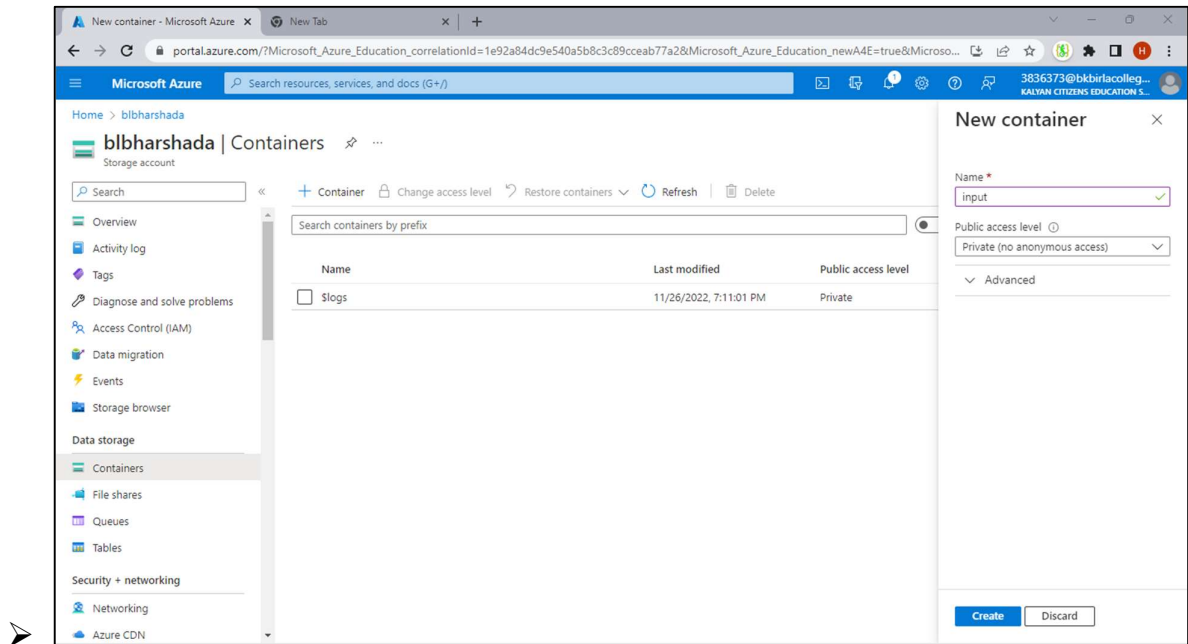 New container - Microsoft Azure
New Tab
portal.azure.com/?Microsoft_Azure_Education_correlationId=1e92a84dc9e540a5b8c3c89cceab77a2&Microsoft_Azure_Education_newA4E=true&Microso...
H
Microsoft Azure
Search resources, services, and docs (G+/)
1
3836373@bkbirlacolleg...
KALYAN CITIZENS EDUCATION S...
Home > blbharshada
blbharshada | Containers
Storage account
Search
«
+ Container
Change access level
Restore containers
Refresh
Delete
Search containers by prefix
Name Last modified Public access level
$logs 11/26/2022, 7:11:01 PM Private
Overview
Activity log
Tags
Diagnose and solve problems
Access Control (IAM)
Data migration
Events
Storage browser
Data storage
Containers
File shares
Queues
Tables
Security + networking
Networking
Azure CDN
New container
Name *
input
Public access level
Private (no anonymous access)
Advanced
Create
Discard